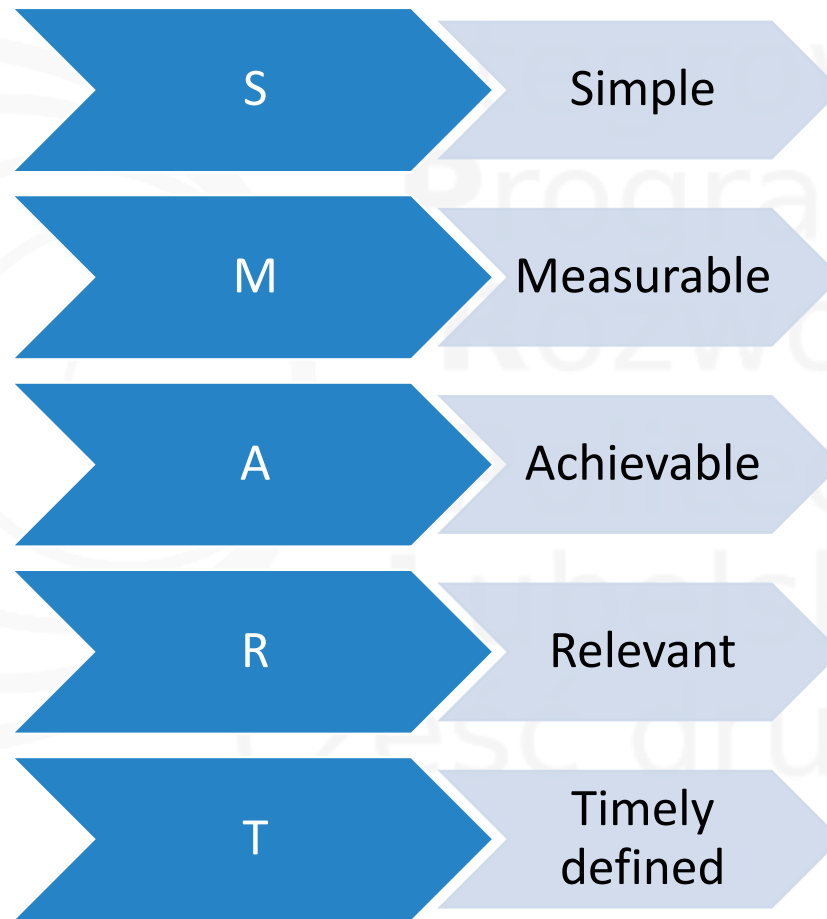 S
Simple
M
Measurable
A
Achievable
R
Relevant
T
Timely
defined